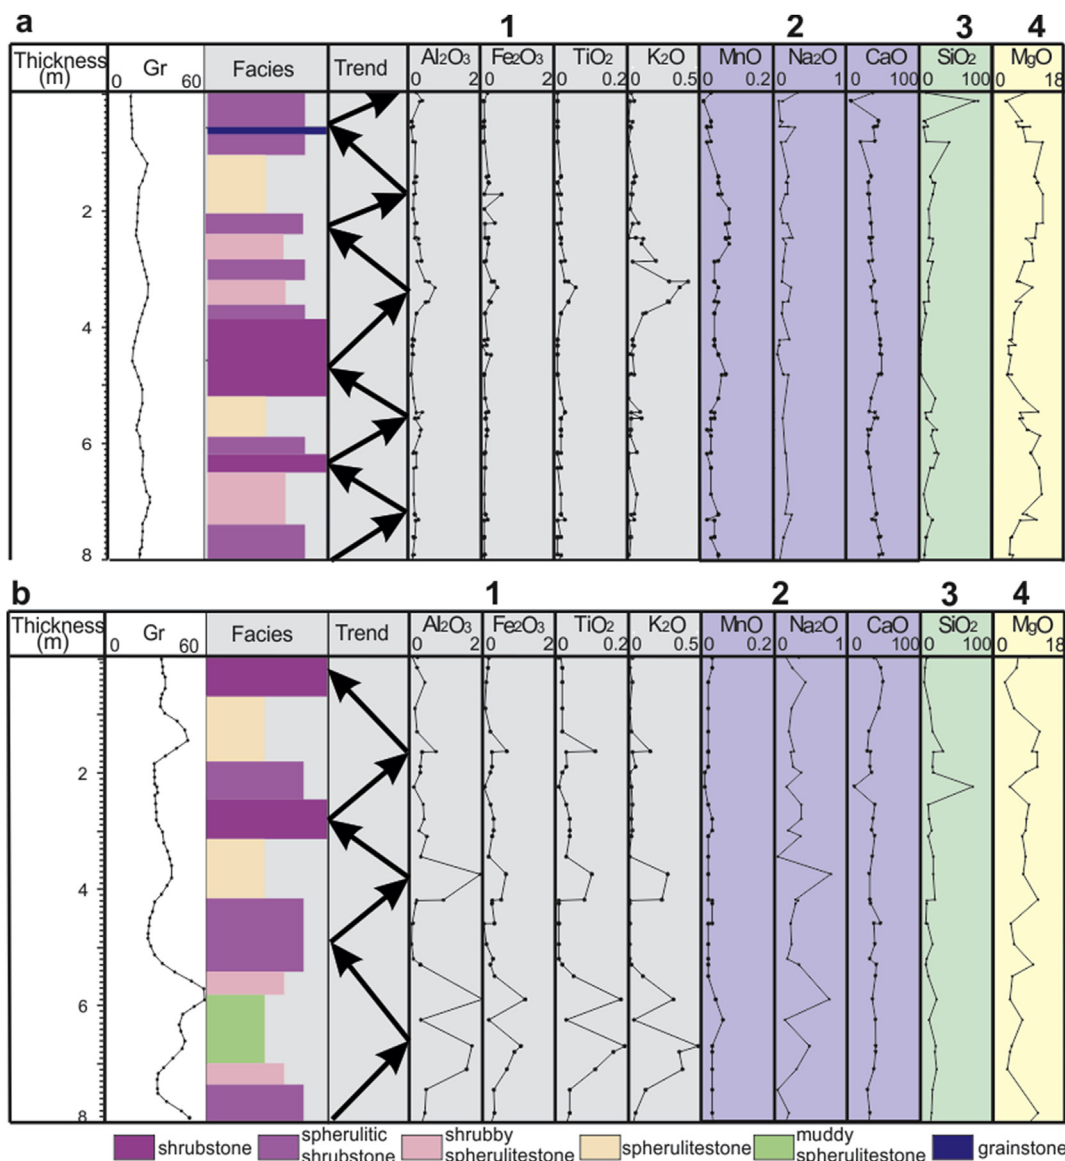 a 1 2 3 4
Thickness (m) Gr Facies Trend Al₂O₃ Fe₂O₃ TiO₂ K₂O MnO Na₂O CaO SiO₂ MgO
0 60 0 2 0 2 0 0.2 0 0.5 0 0.2 0 1 0 100 0 100 0 18
2
4
6
8
b 1 2 3 4
Thickness (m) Gr Facies Trend Al₂O₃ Fe₂O₃ TiO₂ K₂O MnO Na₂O CaO SiO₂ MgO
0 60 0 2 0 2 0 0.2 0 0.5 0 0.2 0 1 0 100 0 100 0 18
2
4
6
8
shrubstone spherulitic shrubstone shrubby spherulitestone spherulitestone muddy spherulitestone grainstone